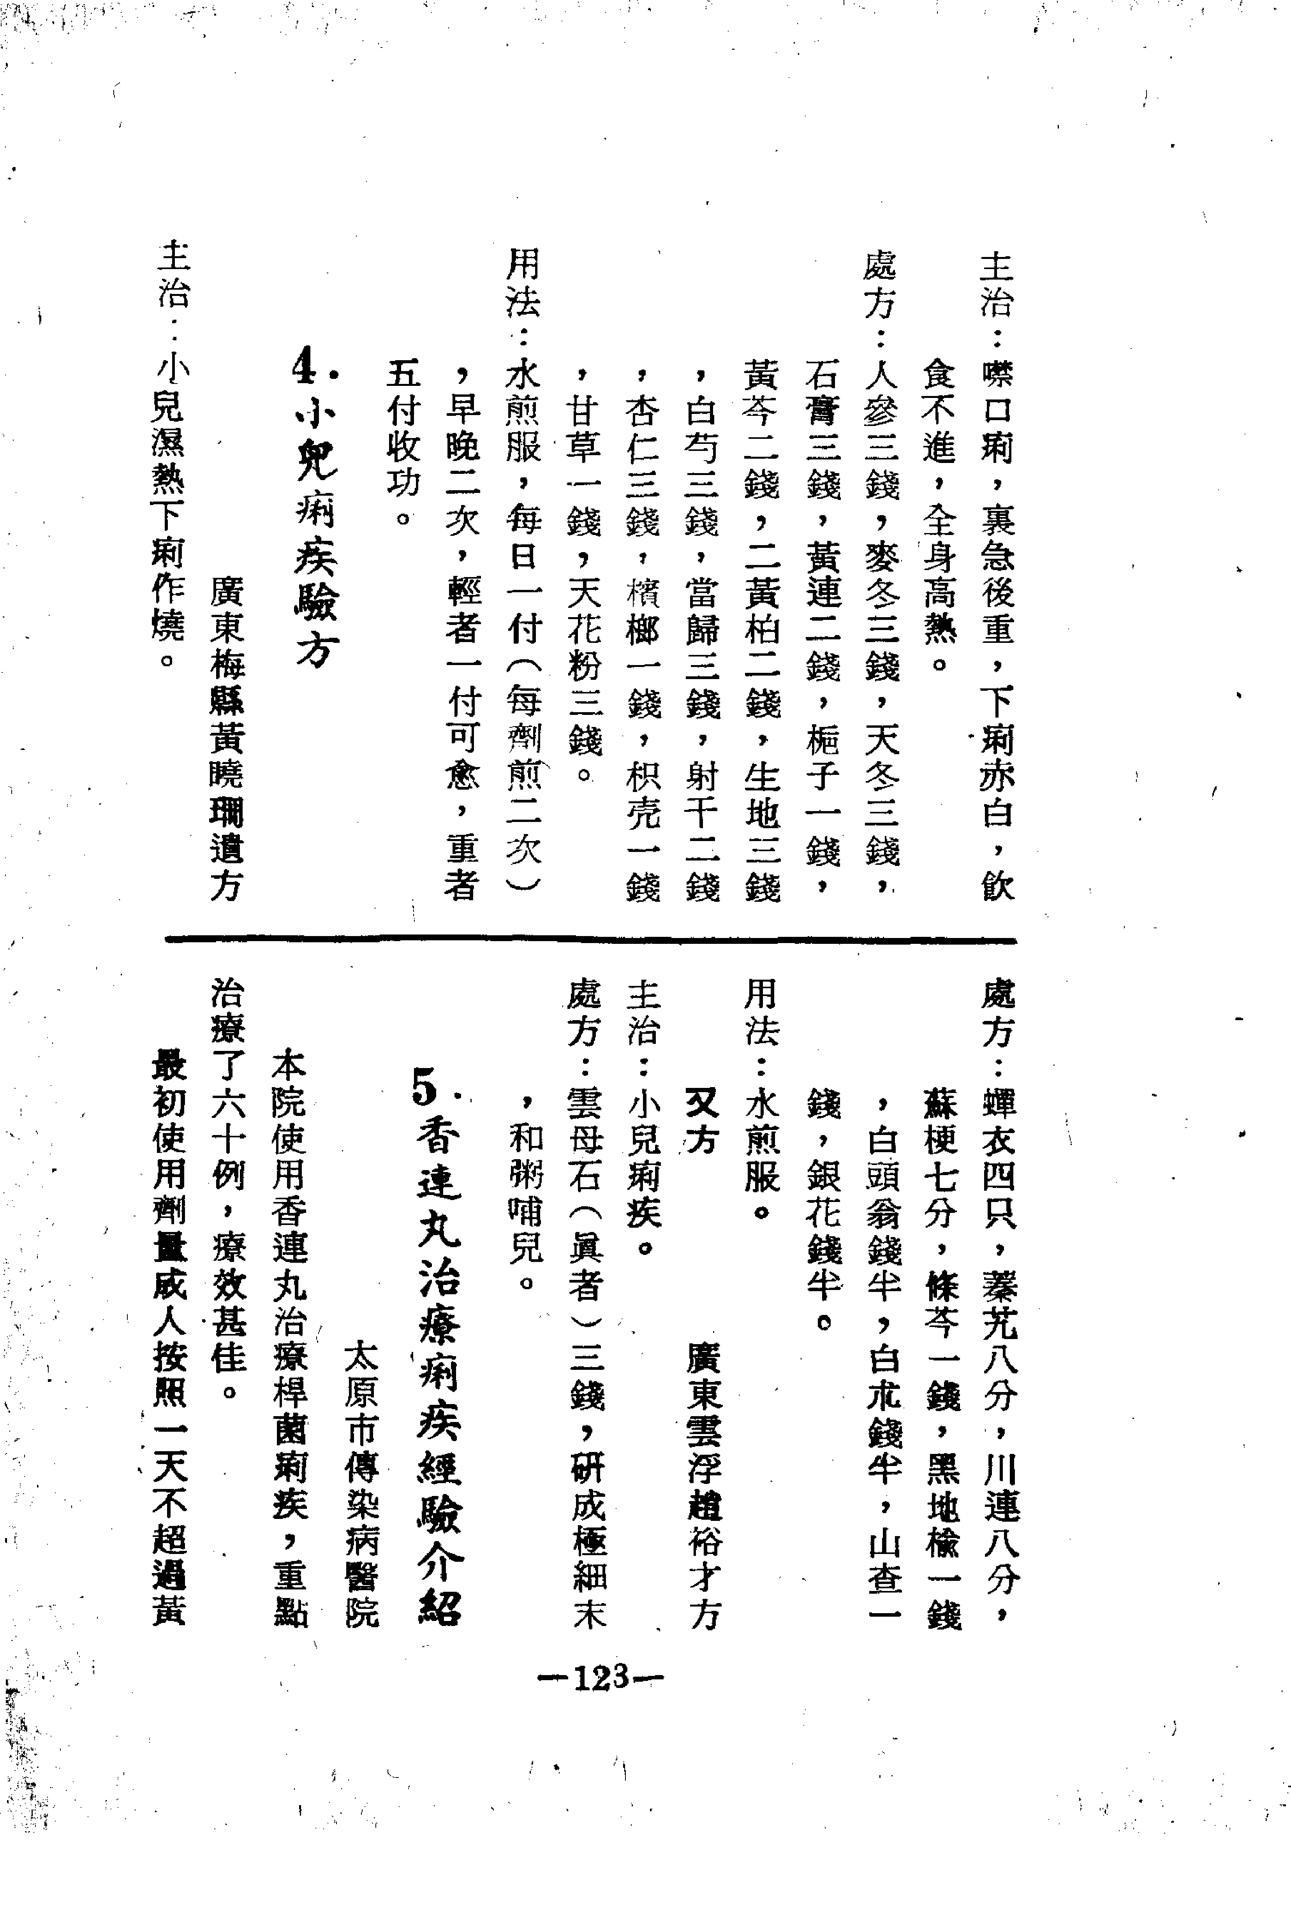 主治：噤口痢，裏急後重，下痢赤白，飲
食不進，全身高熱。
處方：人參三錢，麥冬三錢，天冬三錢，
石膏三錢，黃連二錢，梔子一錢，
黃芩二錢，二黃柏二錢，生地三錢
，白芍三錢，當歸三錢，射干二錢
，杏仁三錢，檳榔一錢，枳壳一錢
，甘草一錢，天花粉三錢。
用法：水煎服，每日一付（每劑煎二次）
，早晚二次，輕者一付可愈，重者
五付收功。
4．小兒痢疾驗方
廣東梅縣黃曉珊遺方
主治：小兒濕熱下痢作燒。
處方：蟬衣四只，蓁艽八分，川連八分，
蘇梗七分，條芩一錢，黑地榆一錢
，白頭翁錢半，白朮錢半，山查一
錢，銀花錢半。
用法：水煎服。
又方 廣東雲浮趙裕才方
主治：小兒痢疾。
處方：雲母石（眞者）三錢，研成極細末
，和粥哺兒。
5．香連丸治療痢疾經驗介紹
太原市傳染病醫院
本院使用香連丸治療桿菌痢疾，重點
治療了六十例，療效甚佳。
最初使用劑量成人按照一天不超過黃
—123—